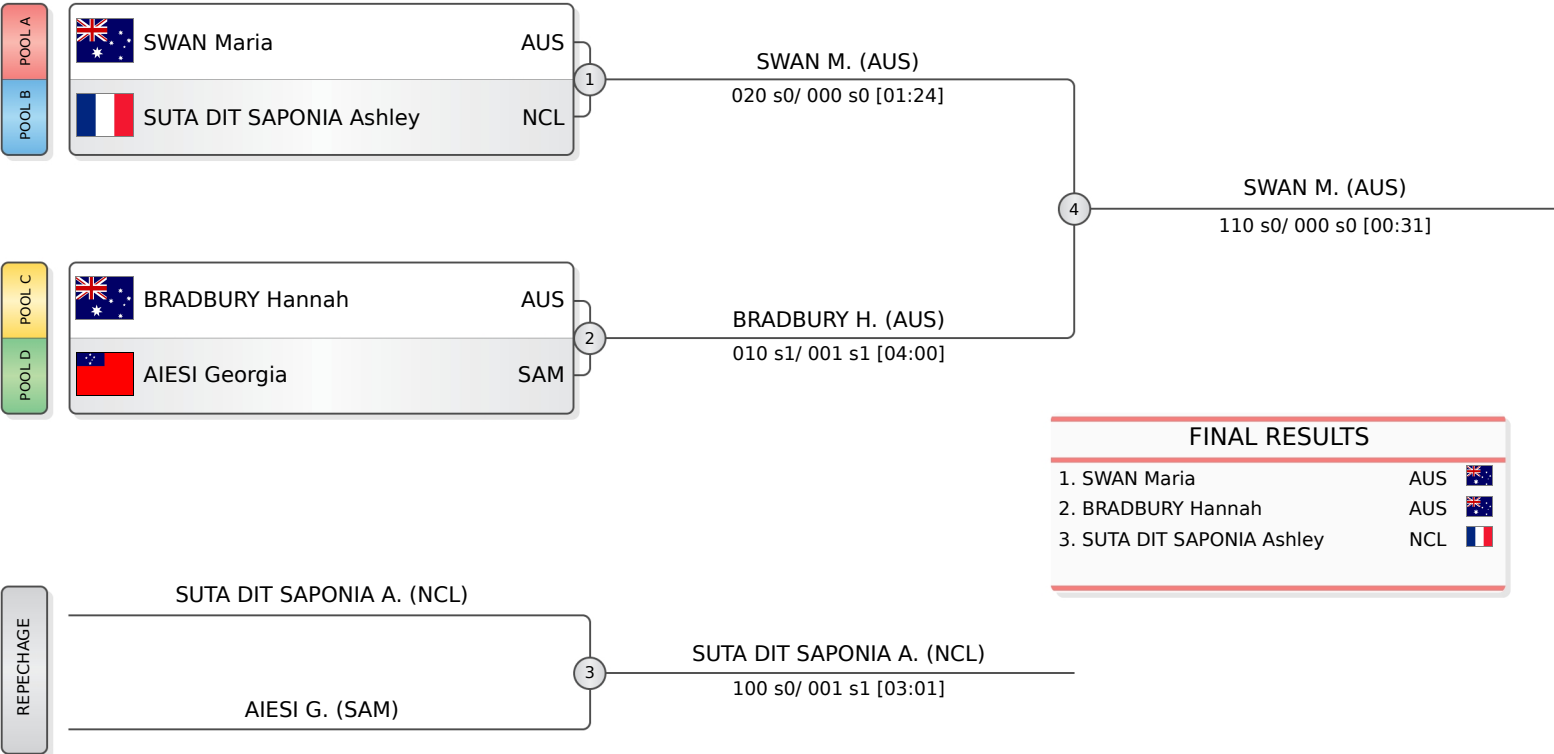 POOL A
SWAN Maria AUS
POOL B
SUTA DIT SAPONIA Ashley NCL
1
SWAN M. (AUS)
020 s0/ 000 s0 [01:24]
POOL C
BRADBURY Hannah AUS
POOL D
AIESI Georgia SAM
2
BRADBURY H. (AUS)
010 s1/ 001 s1 [04:00]
4
SWAN M. (AUS)
110 s0/ 000 s0 [00:31]
FINAL RESULTS
1. SWAN Maria AUS
2. BRADBURY Hannah AUS
3. SUTA DIT SAPONIA Ashley NCL
REPECHAGE
SUTA DIT SAPONIA A. (NCL)
AIESI G. (SAM)
3
SUTA DIT SAPONIA A. (NCL)
100 s0/ 001 s1 [03:01]